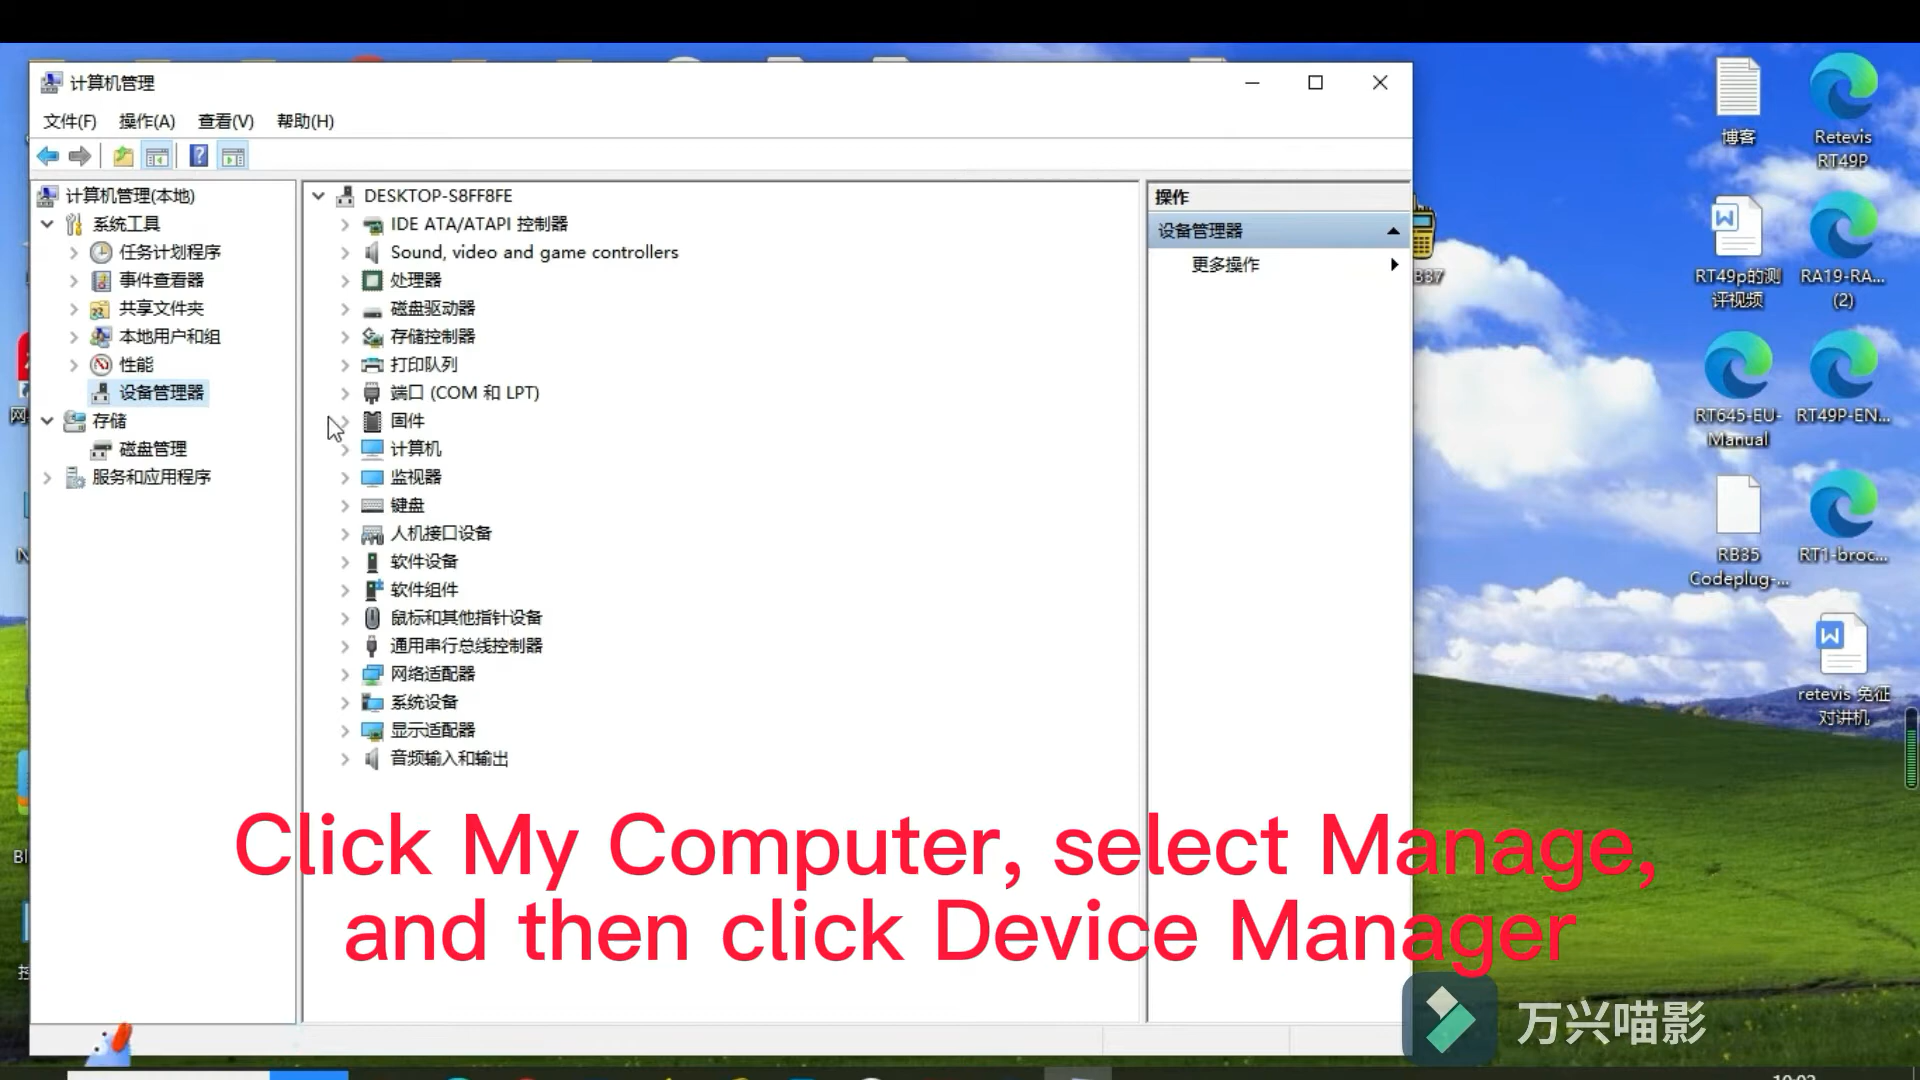 计算机管理
文件(F) 操作(A) 查看(V) 帮助(H)
计算机管理(本地)
系统工具
任务计划程序
事件查看器
共享文件夹
本地用户和组
性能
设备管理器
存储
磁盘管理
服务和应用程序
DESKTOP-S8FF8FE
IDE ATA/ATAPI 控制器
Sound, video and game controllers
处理器
磁盘驱动器
存储控制器
打印队列
端口 (COM 和 LPT)
固件
计算机
监视器
键盘
人机接口设备
软件设备
软件组件
鼠标和其他指针设备
通用串行总线控制器
网络适配器
系统设备
显示适配器
音频输入和输出
操作
设备管理器
更多操作
博客
Retevis
RT49P
RT49p的测
评视频
RA19-RA...
(2)
RT645-EU-
Manual
RT49P-EN...
RB35
Codeplug-...
RT1-broc...
retevis 免征
对讲机
Click My Computer, select Manage,
and then click Device Manager
万兴喵影